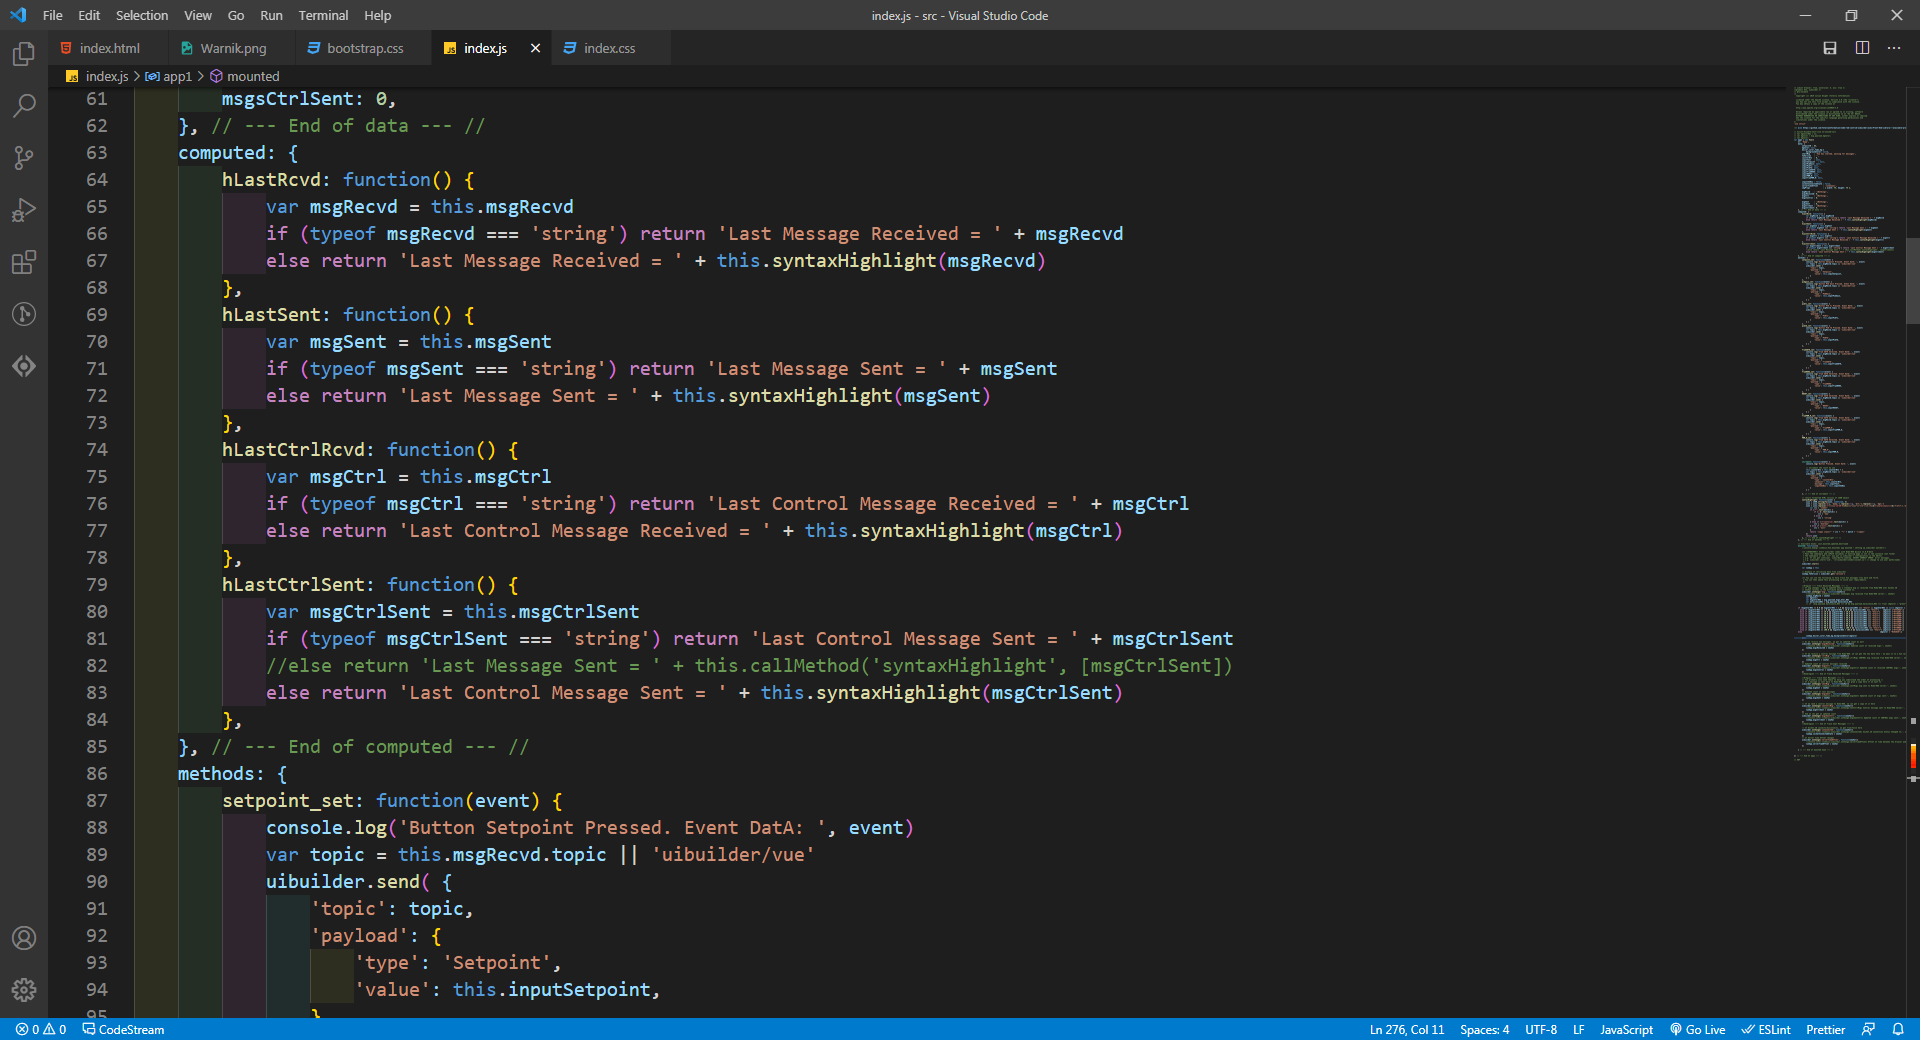 File Edit Selection View Go Run Terminal Help
index.js - src - Visual Studio Code
index.html Warnik.png bootstrap.css index.js index.css
index.js > app1 > mounted
61 msgsCtrlSent: 0,
62 }, // --- End of data --- //
63 computed: {
64 hLastRcvd: function() {
65 var msgRecvd = this.msgRecvd
66 if (typeof msgRecvd === 'string') return 'Last Message Received = ' + msgRecvd
67 else return 'Last Message Received = ' + this.syntaxHighlight(msgRecvd)
68 },
69 hLastSent: function() {
70 var msgSent = this.msgSent
71 if (typeof msgSent === 'string') return 'Last Message Sent = ' + msgSent
72 else return 'Last Message Sent = ' + this.syntaxHighlight(msgSent)
73 },
74 hLastCtrlRcvd: function() {
75 var msgCtrl = this.msgCtrl
76 if (typeof msgCtrl === 'string') return 'Last Control Message Received = ' + msgCtrl
77 else return 'Last Control Message Received = ' + this.syntaxHighlight(msgCtrl)
78 },
79 hLastCtrlSent: function() {
80 var msgCtrlSent = this.msgCtrlSent
81 if (typeof msgCtrlSent === 'string') return 'Last Control Message Sent = ' + msgCtrlSent
82 //else return 'Last Message Sent = ' + this.callMethod('syntaxHighlight', [msgCtrlSent])
83 else return 'Last Control Message Sent = ' + this.syntaxHighlight(msgCtrlSent)
84 },
85 }, // --- End of computed --- //
86 methods: {
87 setpoint_set: function(event) {
88 console.log('Button Setpoint Pressed. Event DatA: ', event)
89 var topic = this.msgRecvd.topic || 'uibuilder/vue'
90 uibuilder.send( {
91 'topic': topic,
92 'payload': {
93 'type': 'Setpoint',
94 'value': this.inputSetpoint,
95 }
0 0 CodeStream Ln 276, Col 11 Spaces: 4 UTF-8 LF JavaScript Go Live ESLint Prettier